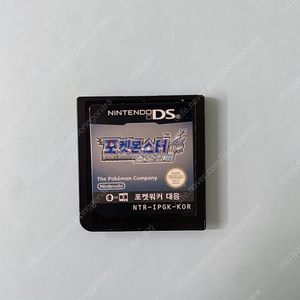 NINTENDO DS
포켓몬스터
The Pokémon Company
Nintendo
포켓워커 대응
NTR-IPGK-KOR